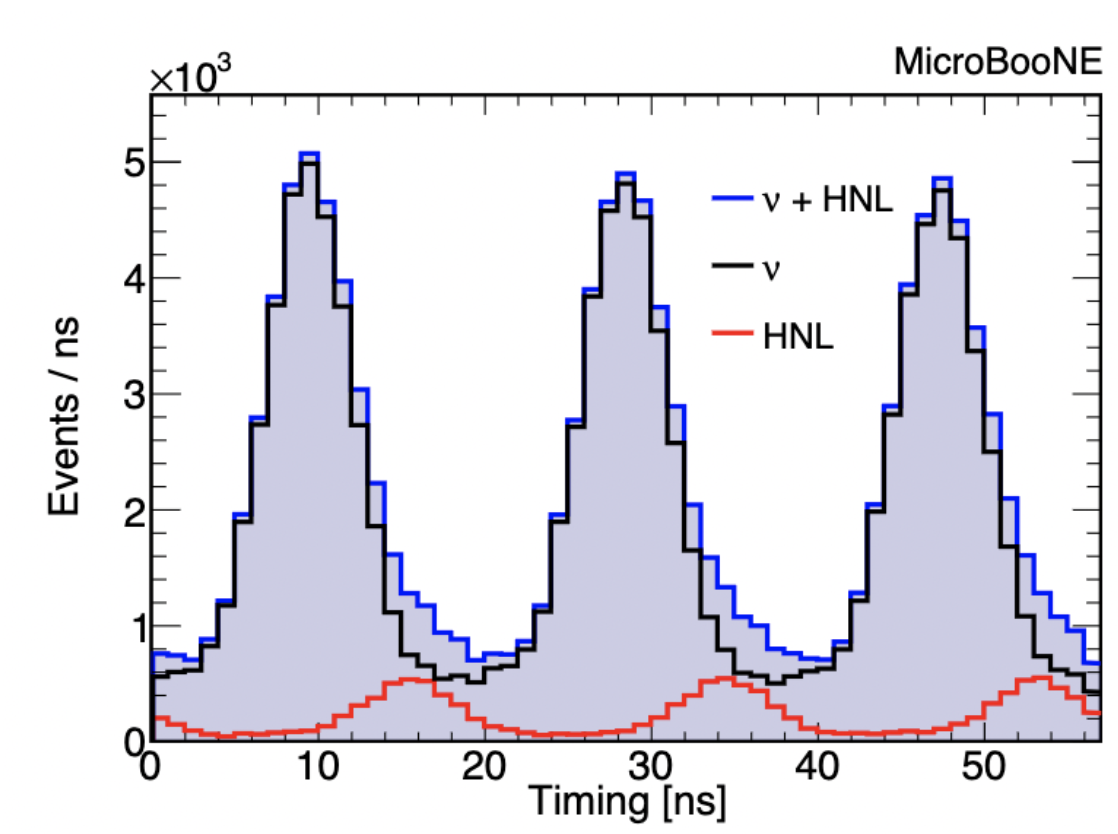 MicroBooNE
×10³
Events / ns
5
4
3
2
1
0
ν + HNL
ν
HNL
0 10 20 30 40 50
Timing [ns]